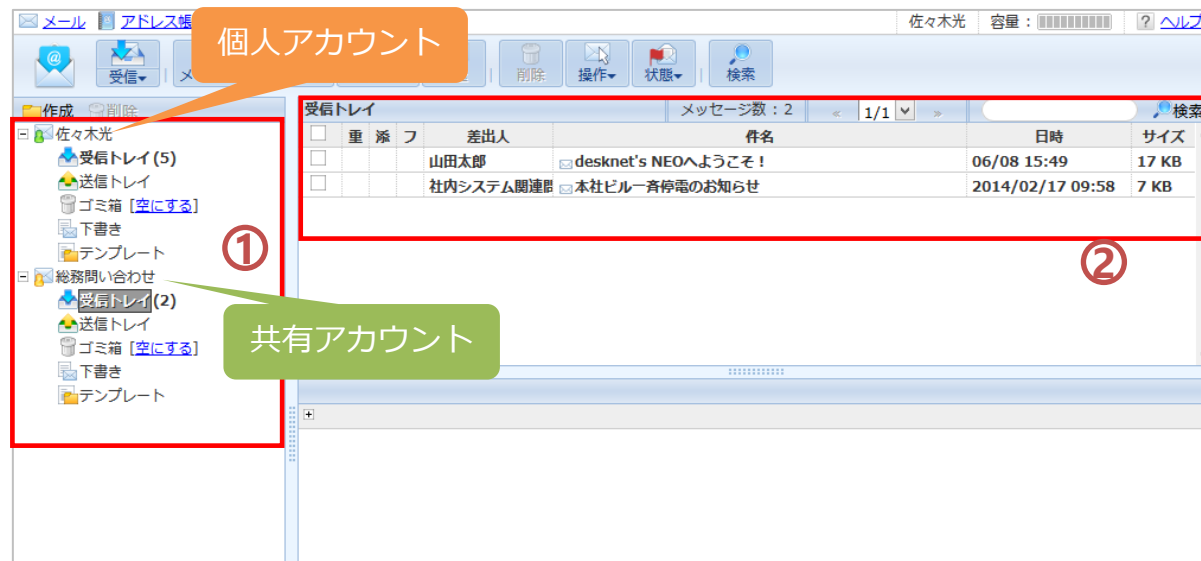 メール アドレス帳 佐々木光 容量： ? ヘルプ
個人アカウント
受信 削除 操作 状態 検索
作成 削除
受信トレイ メッセージ数：2 « 1/1 » 検索
重 添 フ 差出人 件名 日時 サイズ
山田太郎 desknet's NEOへようこそ！ 06/08 15:49 17 KB
社内システム関連 本社ビル一斉停電のお知らせ 2014/02/17 09:58 7 KB
佐々木光
受信トレイ (5)
送信トレイ
ゴミ箱 [空にする]
下書き
テンプレート
①
②
総務問い合わせ
受信トレイ (2)
送信トレイ
ゴミ箱 [空にする]
下書き
テンプレート
共有アカウント